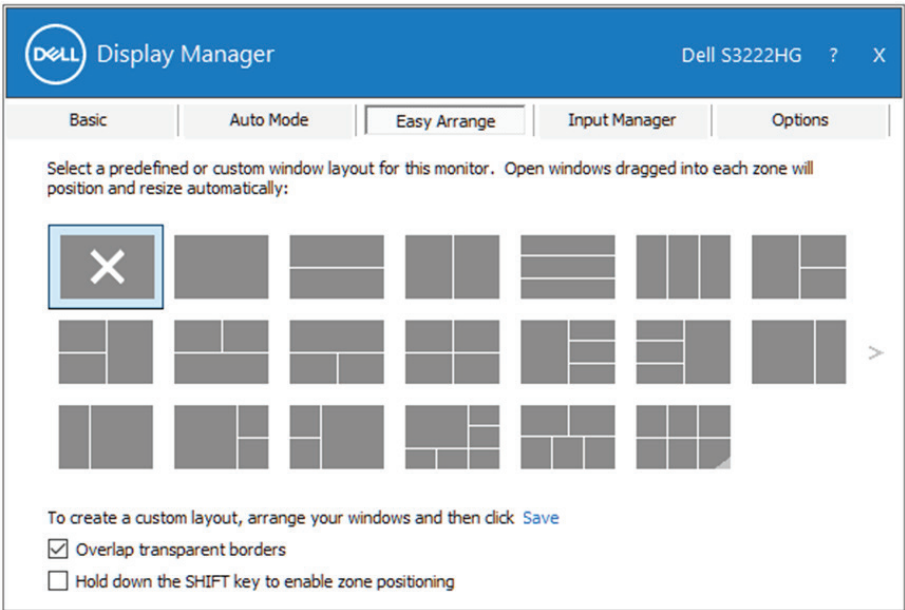 DELL Display Manager Dell S3222HG ? X
Basic Auto Mode Easy Arrange Input Manager Options
Select a predefined or custom window layout for this monitor. Open windows dragged into each zone will
position and resize automatically:
>
To create a custom layout, arrange your windows and then click Save
Overlap transparent borders
Hold down the SHIFT key to enable zone positioning